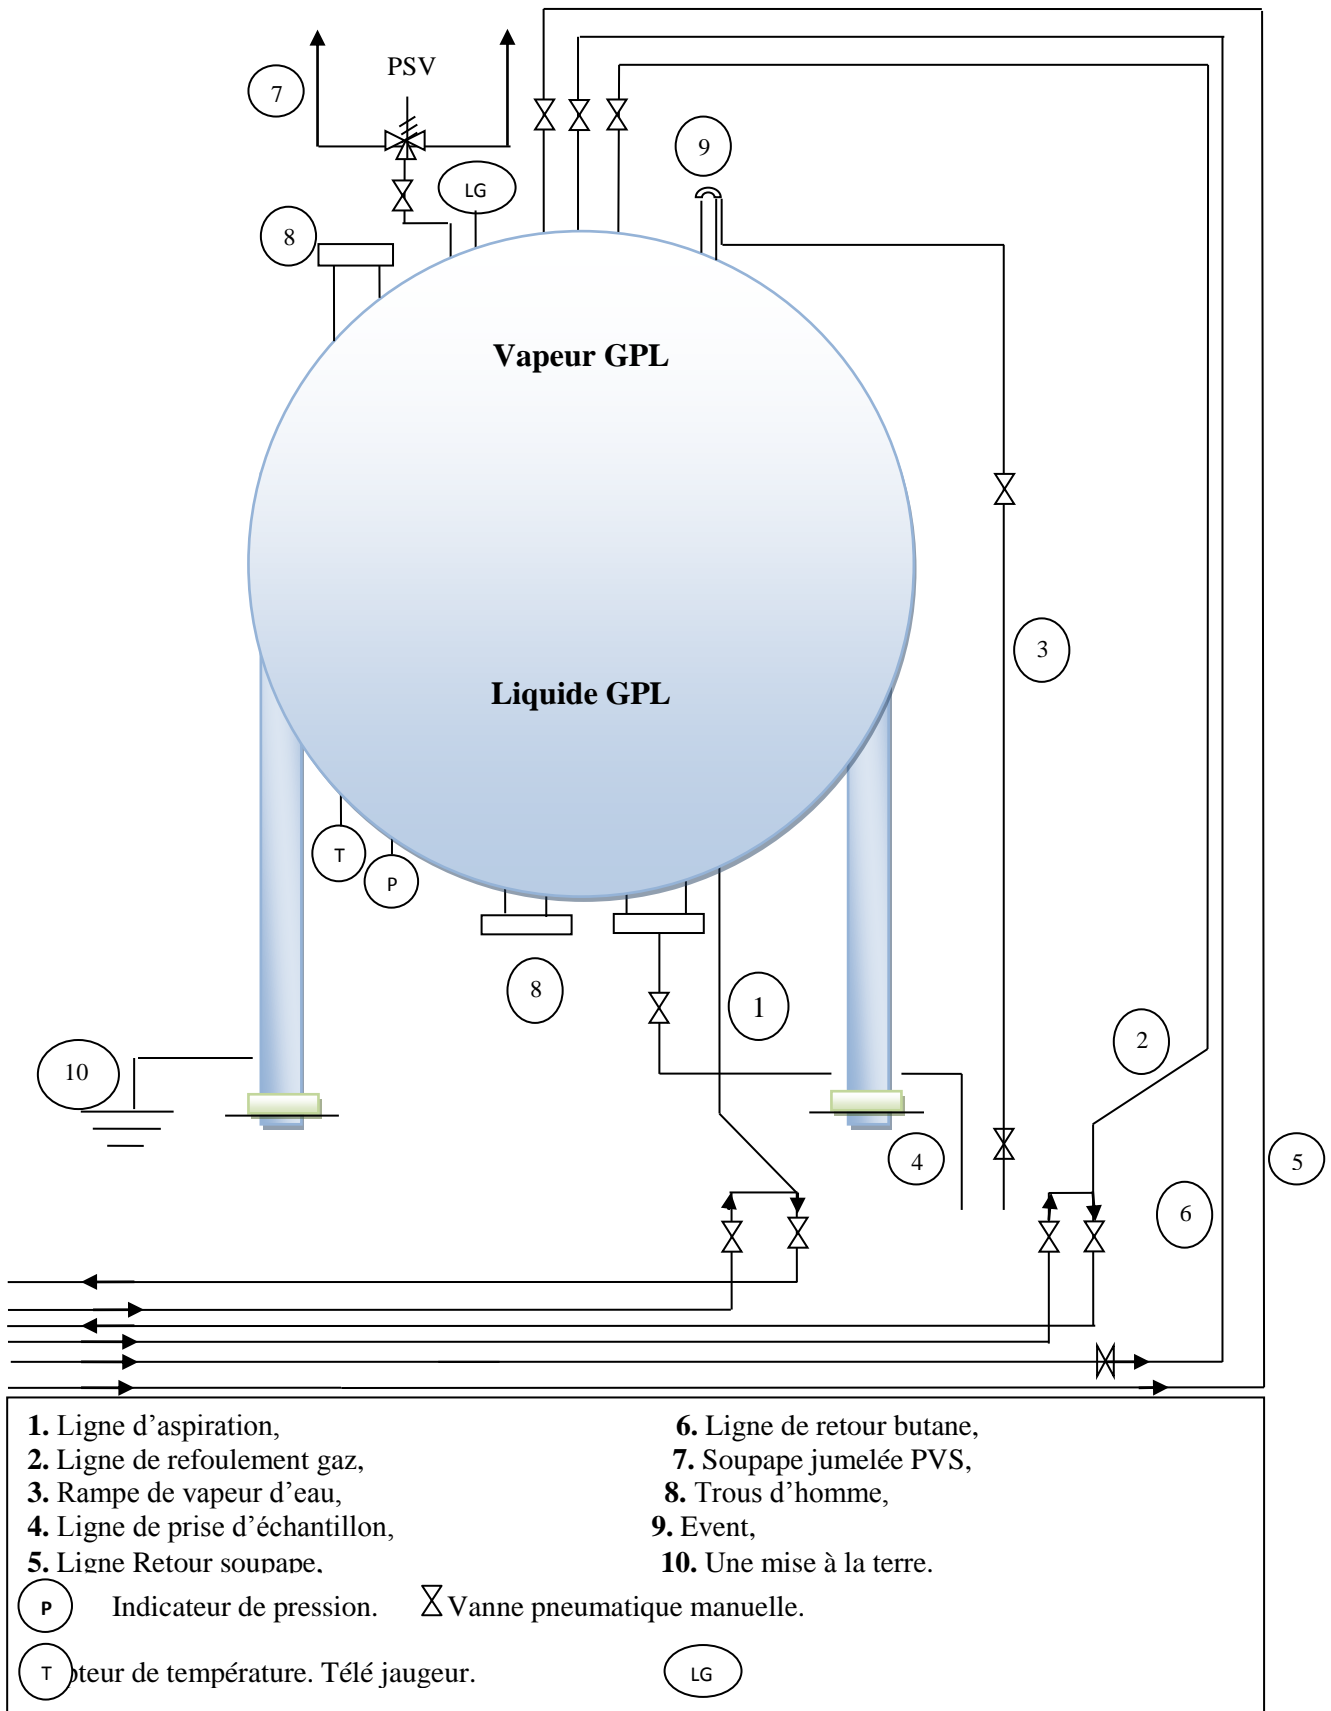 PSV
7
9
LG
8
Vapeur GPL
3
Liquide GPL
T
P
8
1
2
10
4
5
6
1. Ligne d’aspiration,
2. Ligne de refoulement gaz,
3. Rampe de vapeur d’eau,
4. Ligne de prise d’échantillon,
5. Ligne Retour soupape,
6. Ligne de retour butane,
7. Soupape jumelée PVS,
8. Trous d’homme,
9. Event,
10. Une mise à la terre.
P Indicateur de pression. Vanne pneumatique manuelle.
T pteur de température. Télé jaugeur. LG